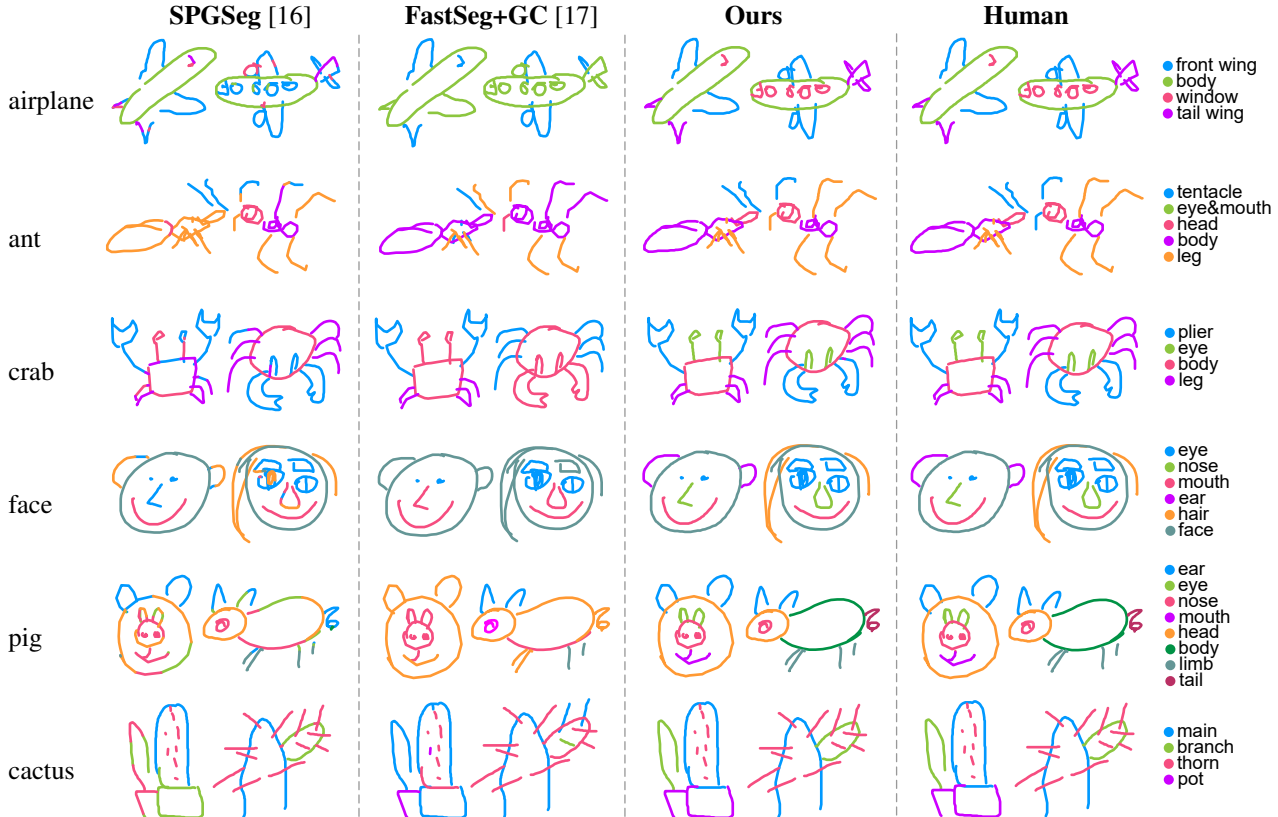 SPGSeg [16] FastSeg+GC [17] Ours Human
airplane
front wing
body
window
tail wing
ant
tentacle
eye&mouth
head
body
leg
crab
plier
eye
body
leg
face
eye
nose
mouth
ear
hair
face
pig
ear
eye
nose
mouth
head
body
limb
tail
cactus
main
branch
thorn
pot